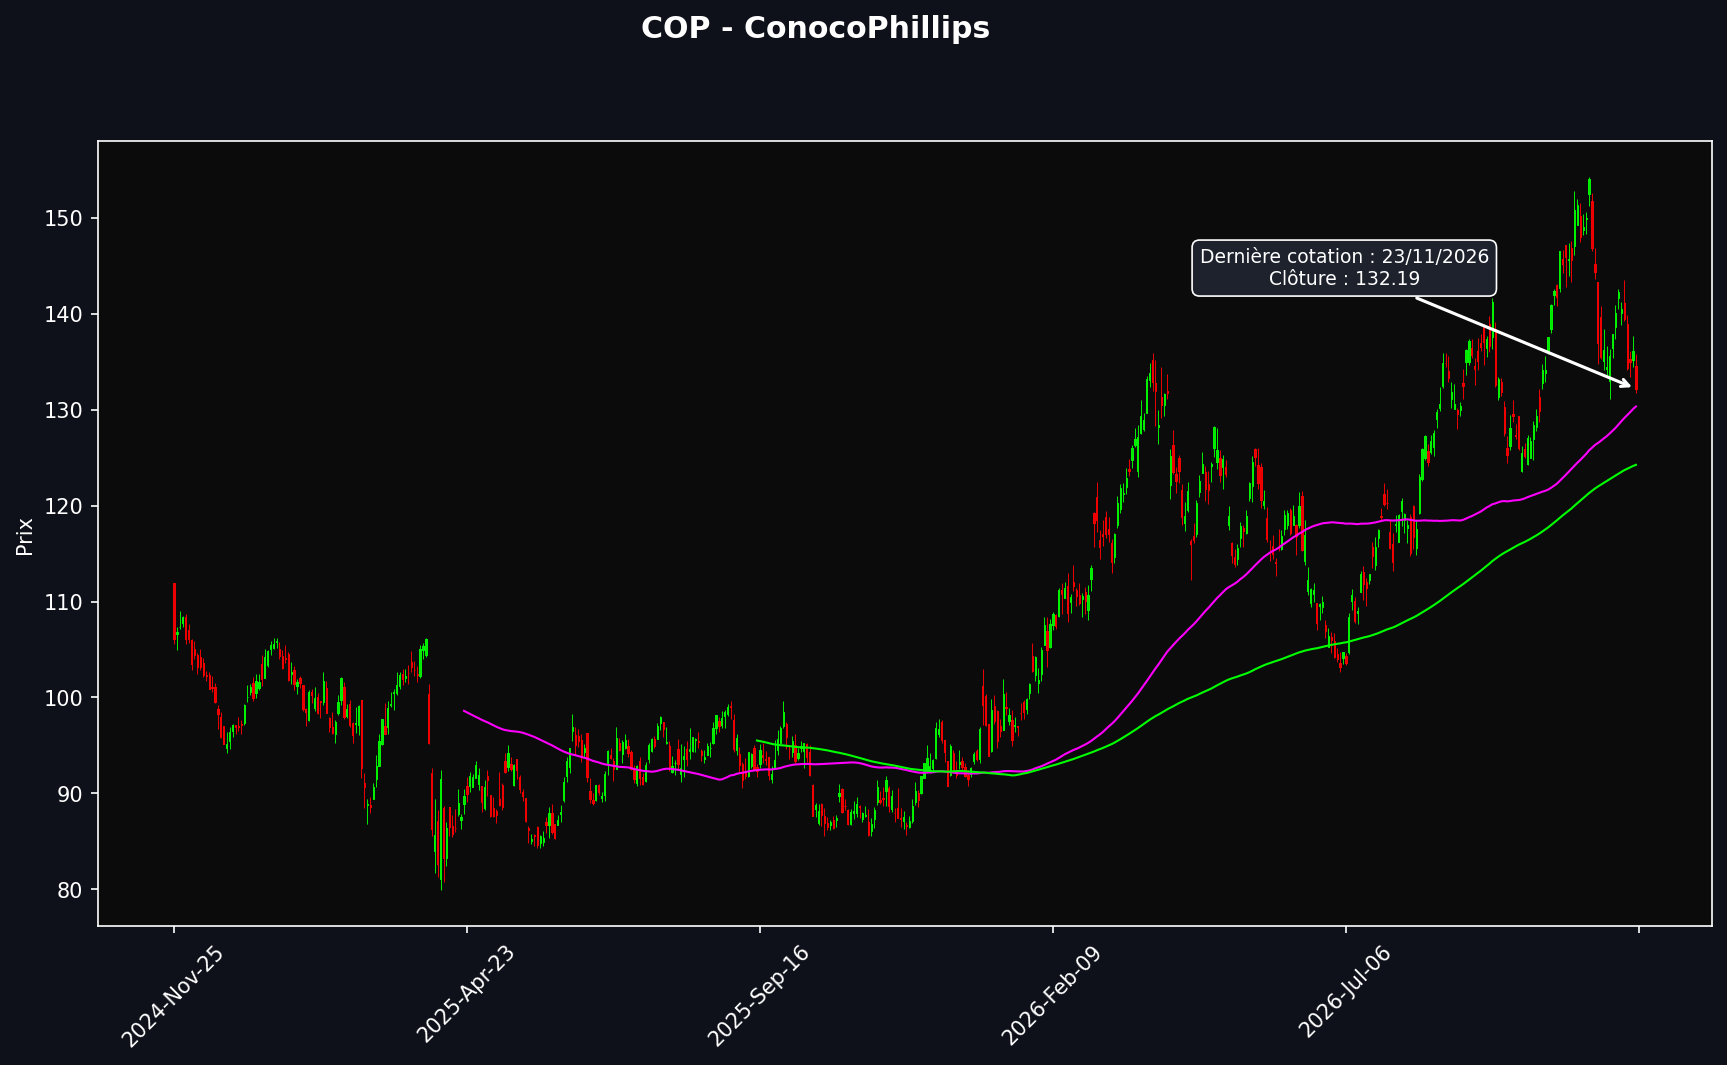 COP - ConocoPhillips
Prix
150
140
130
120
110
100
90
80
Dernière cotation : 23/11/2026
Clôture : 132.19
2024-Nov-25
2025-Apr-23
2025-Sep-16
2026-Feb-09
2026-Jul-06